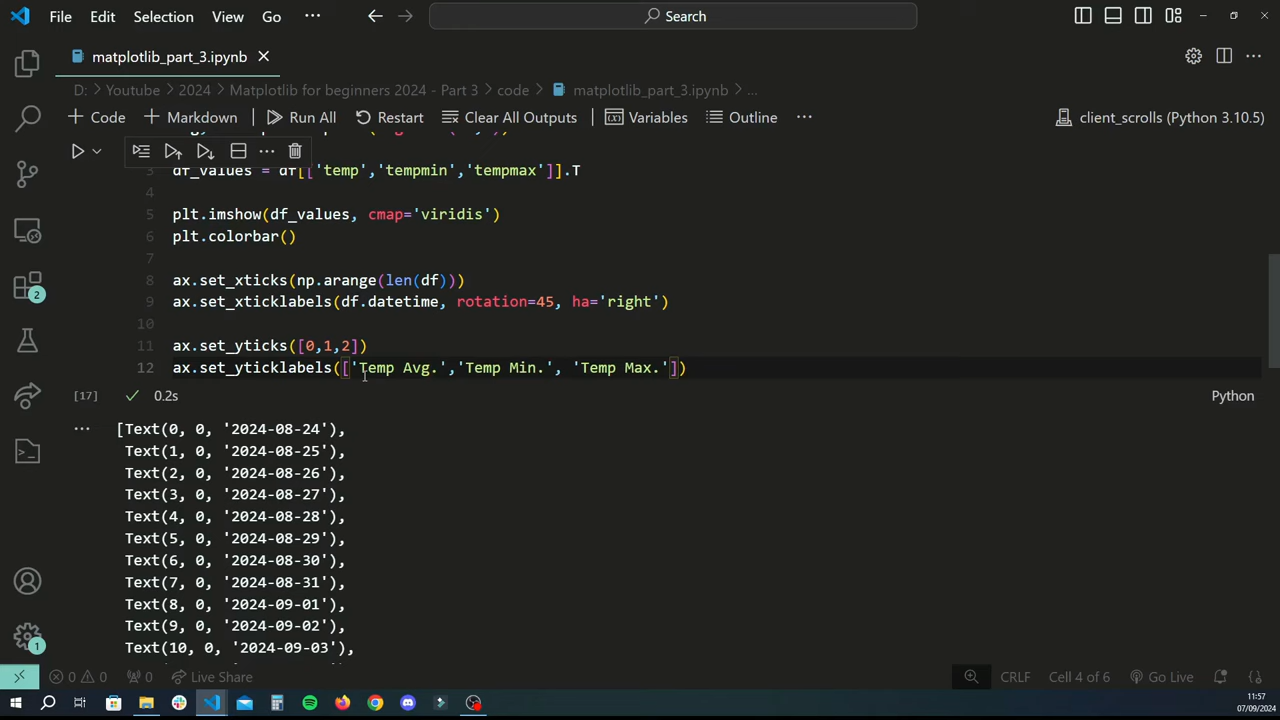 File Edit Selection View Go ··· Search
matplotlib_part_3.ipynb
D: > Youtube > 2024 > Matplotlib for beginners 2024 - Part 3 > code > matplotlib_part_3.ipynb > ...
+ Code + Markdown Run All Restart Clear All Outputs Variables Outline ··· client_scrolls (Python 3.10.5)
3 df_values = df[['temp','tempmin','tempmax']].T
4
5 plt.imshow(df_values, cmap='viridis')
6 plt.colorbar()
7
8 ax.set_xticks(np.arange(len(df)))
9 ax.set_xticklabels(df.datetime, rotation=45, ha='right')
10
11 ax.set_yticks([0,1,2])
12 ax.set_yticklabels(['Temp Avg.','Temp Min.', 'Temp Max.'])
[17] 0.2s Python
[Text(0, 0, '2024-08-24'),
Text(1, 0, '2024-08-25'),
Text(2, 0, '2024-08-26'),
Text(3, 0, '2024-08-27'),
Text(4, 0, '2024-08-28'),
Text(5, 0, '2024-08-29'),
Text(6, 0, '2024-08-30'),
Text(7, 0, '2024-08-31'),
Text(8, 0, '2024-09-01'),
Text(9, 0, '2024-09-02'),
Text(10, 0, '2024-09-03'),
2
1
0 0 0 Live Share CRLF Cell 4 of 6 Go Live
11:57
07/09/2024